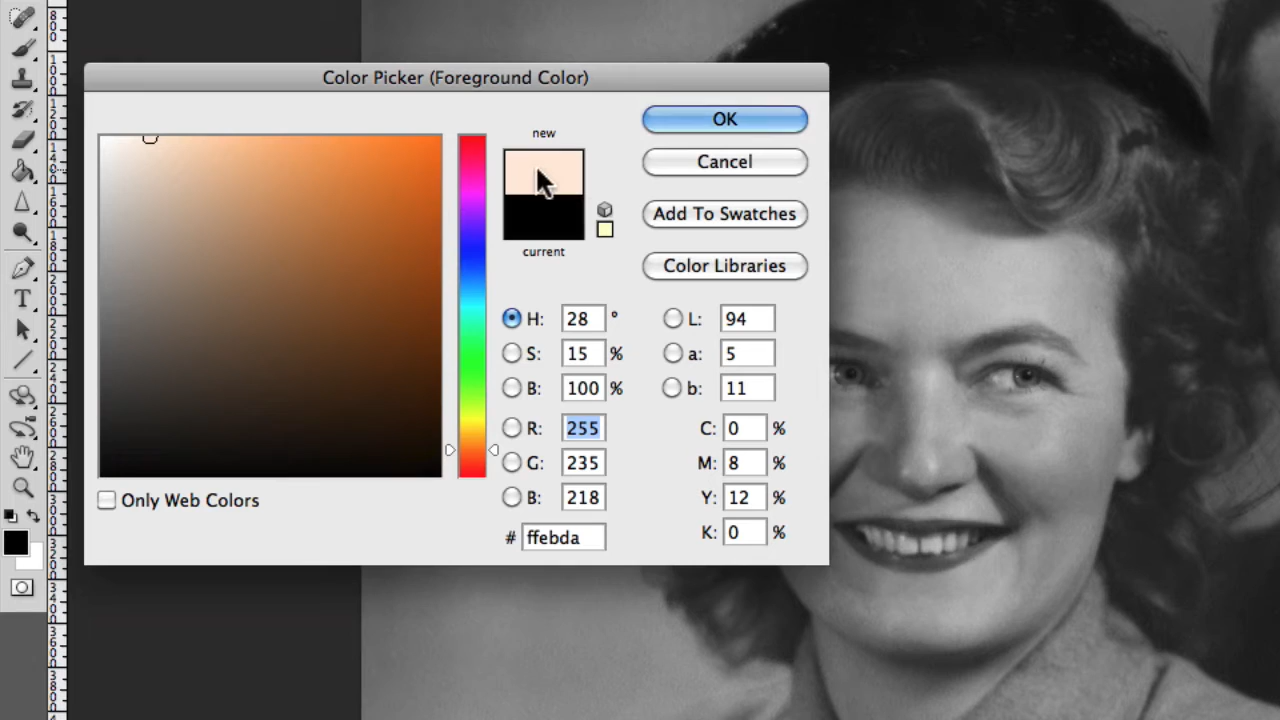 Color Picker (Foreground Color)
new
current
OK
Cancel
Add To Swatches
Color Libraries
H: 28 °
S: 15 %
B: 100 %
R: 255
G: 235
B: 218
# ffebda
L: 94
a: 5
b: 11
C: 0 %
M: 8 %
Y: 12 %
K: 0 %
Only Web Colors
T